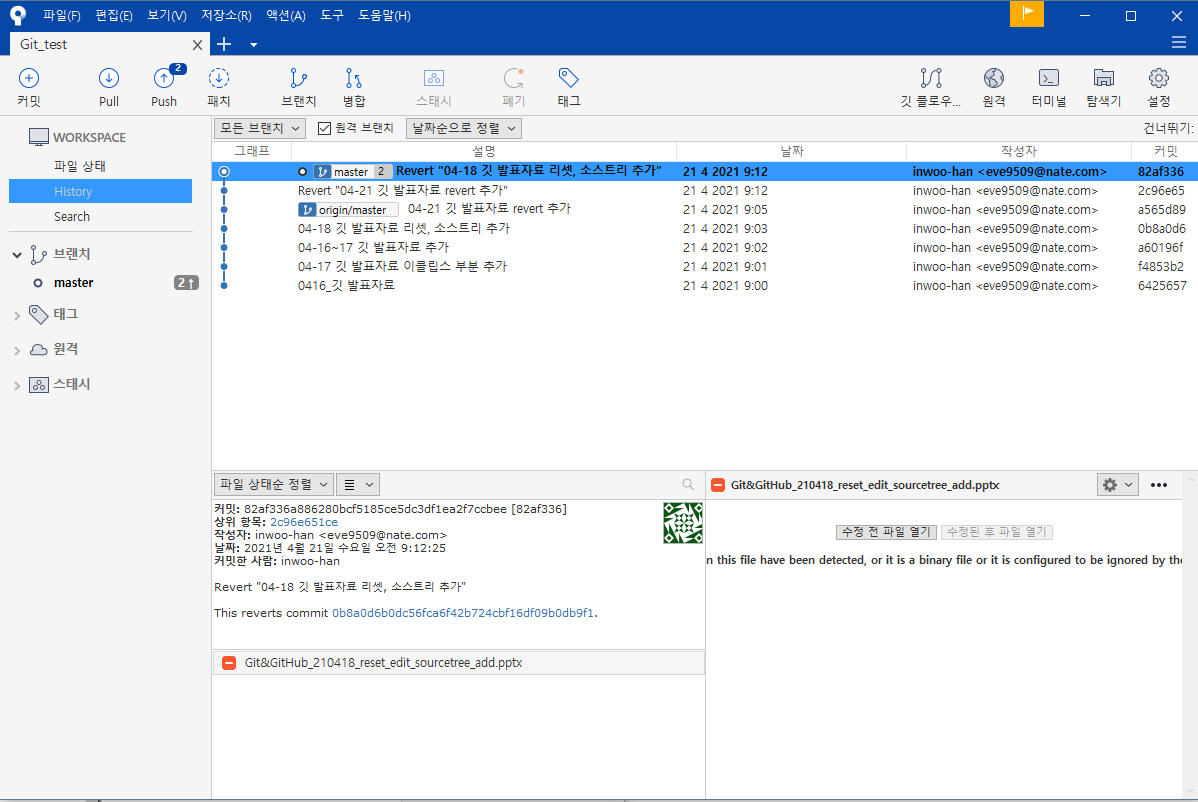 파일(F) 편집(E) 보기(V) 저장소(R) 액션(A) 도구 도움말(H)
Git_test
커밋 Pull Push 2 패치 브랜치 병합 스태시 폐기 태그 깃 플로우... 원격 터미널 탐색기 설정
WORKSPACE
파일 상태
History
Search
브랜치
master 2↑
태그
원격
스태시
모든 브랜치 원격 브랜치 날짜순으로 정렬 건너뛰기:
그래프 설명 날짜 작성자 커밋
master 2 Revert "04-18 깃 발표자료 리셋, 소스트리 추가" 21 4 2021 9:12 inwoo-han <eve9509@nate.com> 82af336
Revert "04-21 깃 발표자료 revert 추가" 21 4 2021 9:12 inwoo-han <eve9509@nate.com> 2c96e65
origin/master 04-21 깃 발표자료 revert 추가 21 4 2021 9:05 inwoo-han <eve9509@nate.com> a565d89
04-18 깃 발표자료 리셋, 소스트리 추가 21 4 2021 9:03 inwoo-han <eve9509@nate.com> 0b8a0d6
04-16~17 깃 발표자료 추가 21 4 2021 9:02 inwoo-han <eve9509@nate.com> a60196f
04-17 깃 발표자료 이클립스 부분 추가 21 4 2021 9:01 inwoo-han <eve9509@nate.com> f4853b2
0416_깃 발표자료 21 4 2021 9:00 inwoo-han <eve9509@nate.com> 6425657
파일 상태순 정렬
커밋: 82af336a886280bcf5185ce5dc3df1ea2f7ccbee [82af336]
상위 항목: 2c96e651ce
작성자: inwoo-han <eve9509@nate.com>
날짜: 2021년 4월 21일 수요일 오전 9:12:25
커밋한 사람: inwoo-han
Revert "04-18 깃 발표자료 리셋, 소스트리 추가"
This reverts commit 0b8a0d6b0dc56fca6f42b724cbf16df09b0db9f1.
Git&GitHub_210418_reset_edit_sourcetree_add.pptx
Git&GitHub_210418_reset_edit_sourcetree_add.pptx
수정 전 파일 열기 수정된 후 파일 열기
n this file have been detected, or it is a binary file or it is configured to be ignored by the